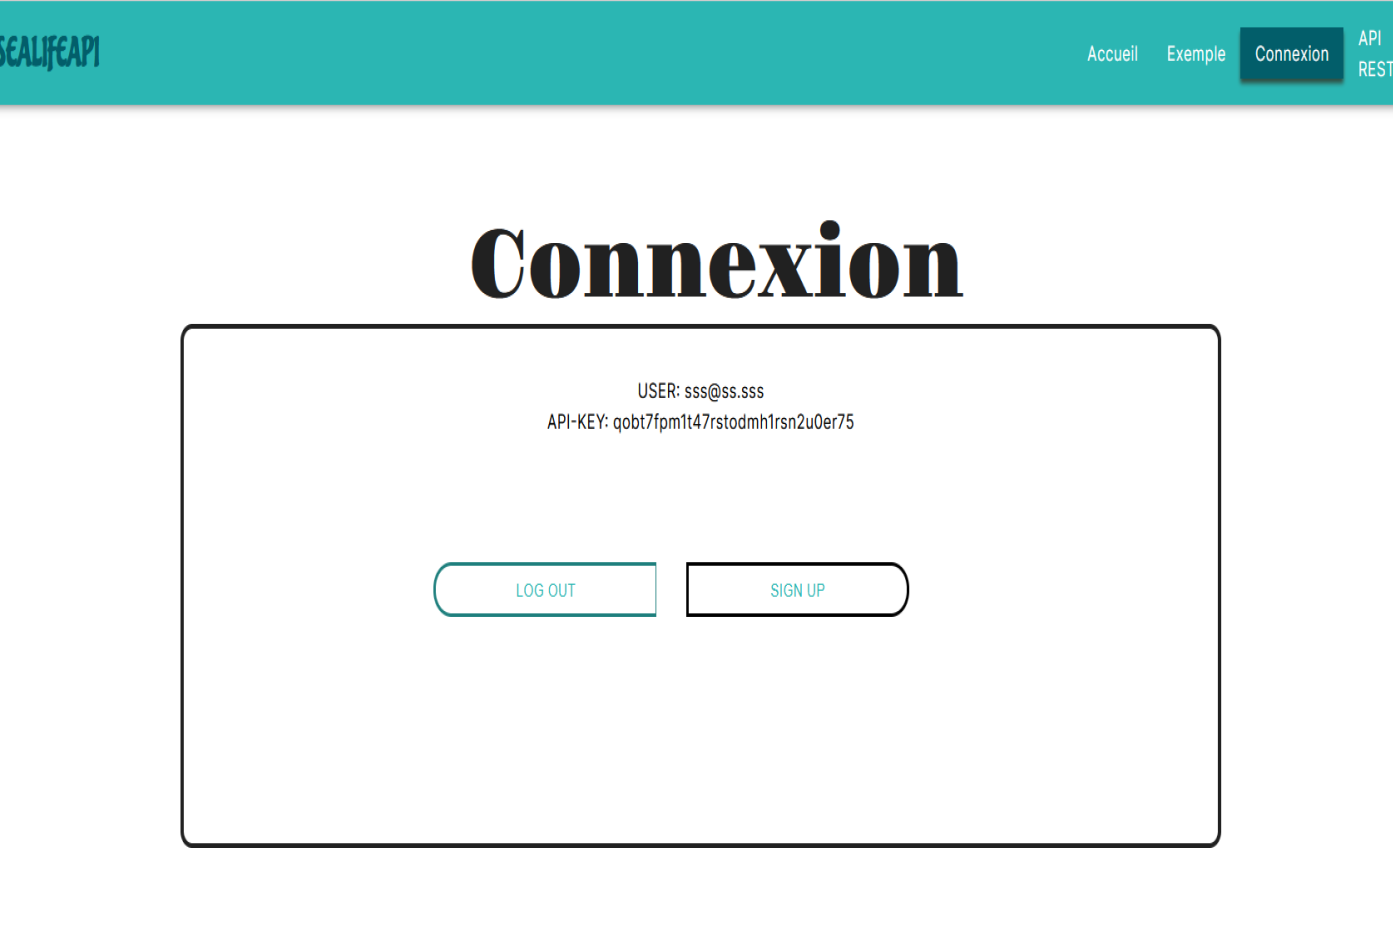 SEALIFEAPI
Accueil
Exemple
Connexion
API
REST
Connexion
USER: sss@ss.sss
API-KEY: qobt7fpm1t47rstodmh1rsn2u0er75
LOG OUT
SIGN UP